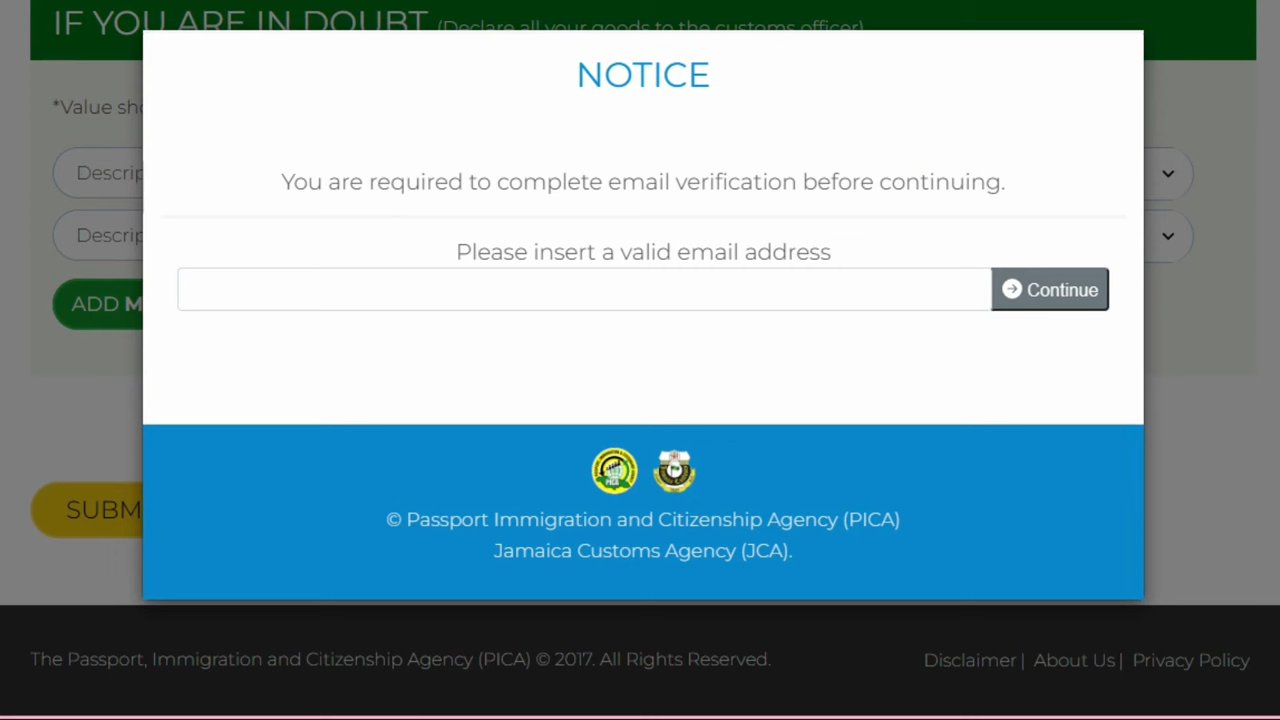 IF YOU ARE IN DOUBT (Declare all your goods to the customs officer)
NOTICE
*Value sho
You are required to complete email verification before continuing.
Descrip
Please insert a valid email address
Descrip
Continue
ADD M
© Passport Immigration and Citizenship Agency (PICA)
Jamaica Customs Agency (JCA).
SUBM
The Passport, Immigration and Citizenship Agency (PICA) © 2017. All Rights Reserved.
Disclaimer | About Us | Privacy Policy